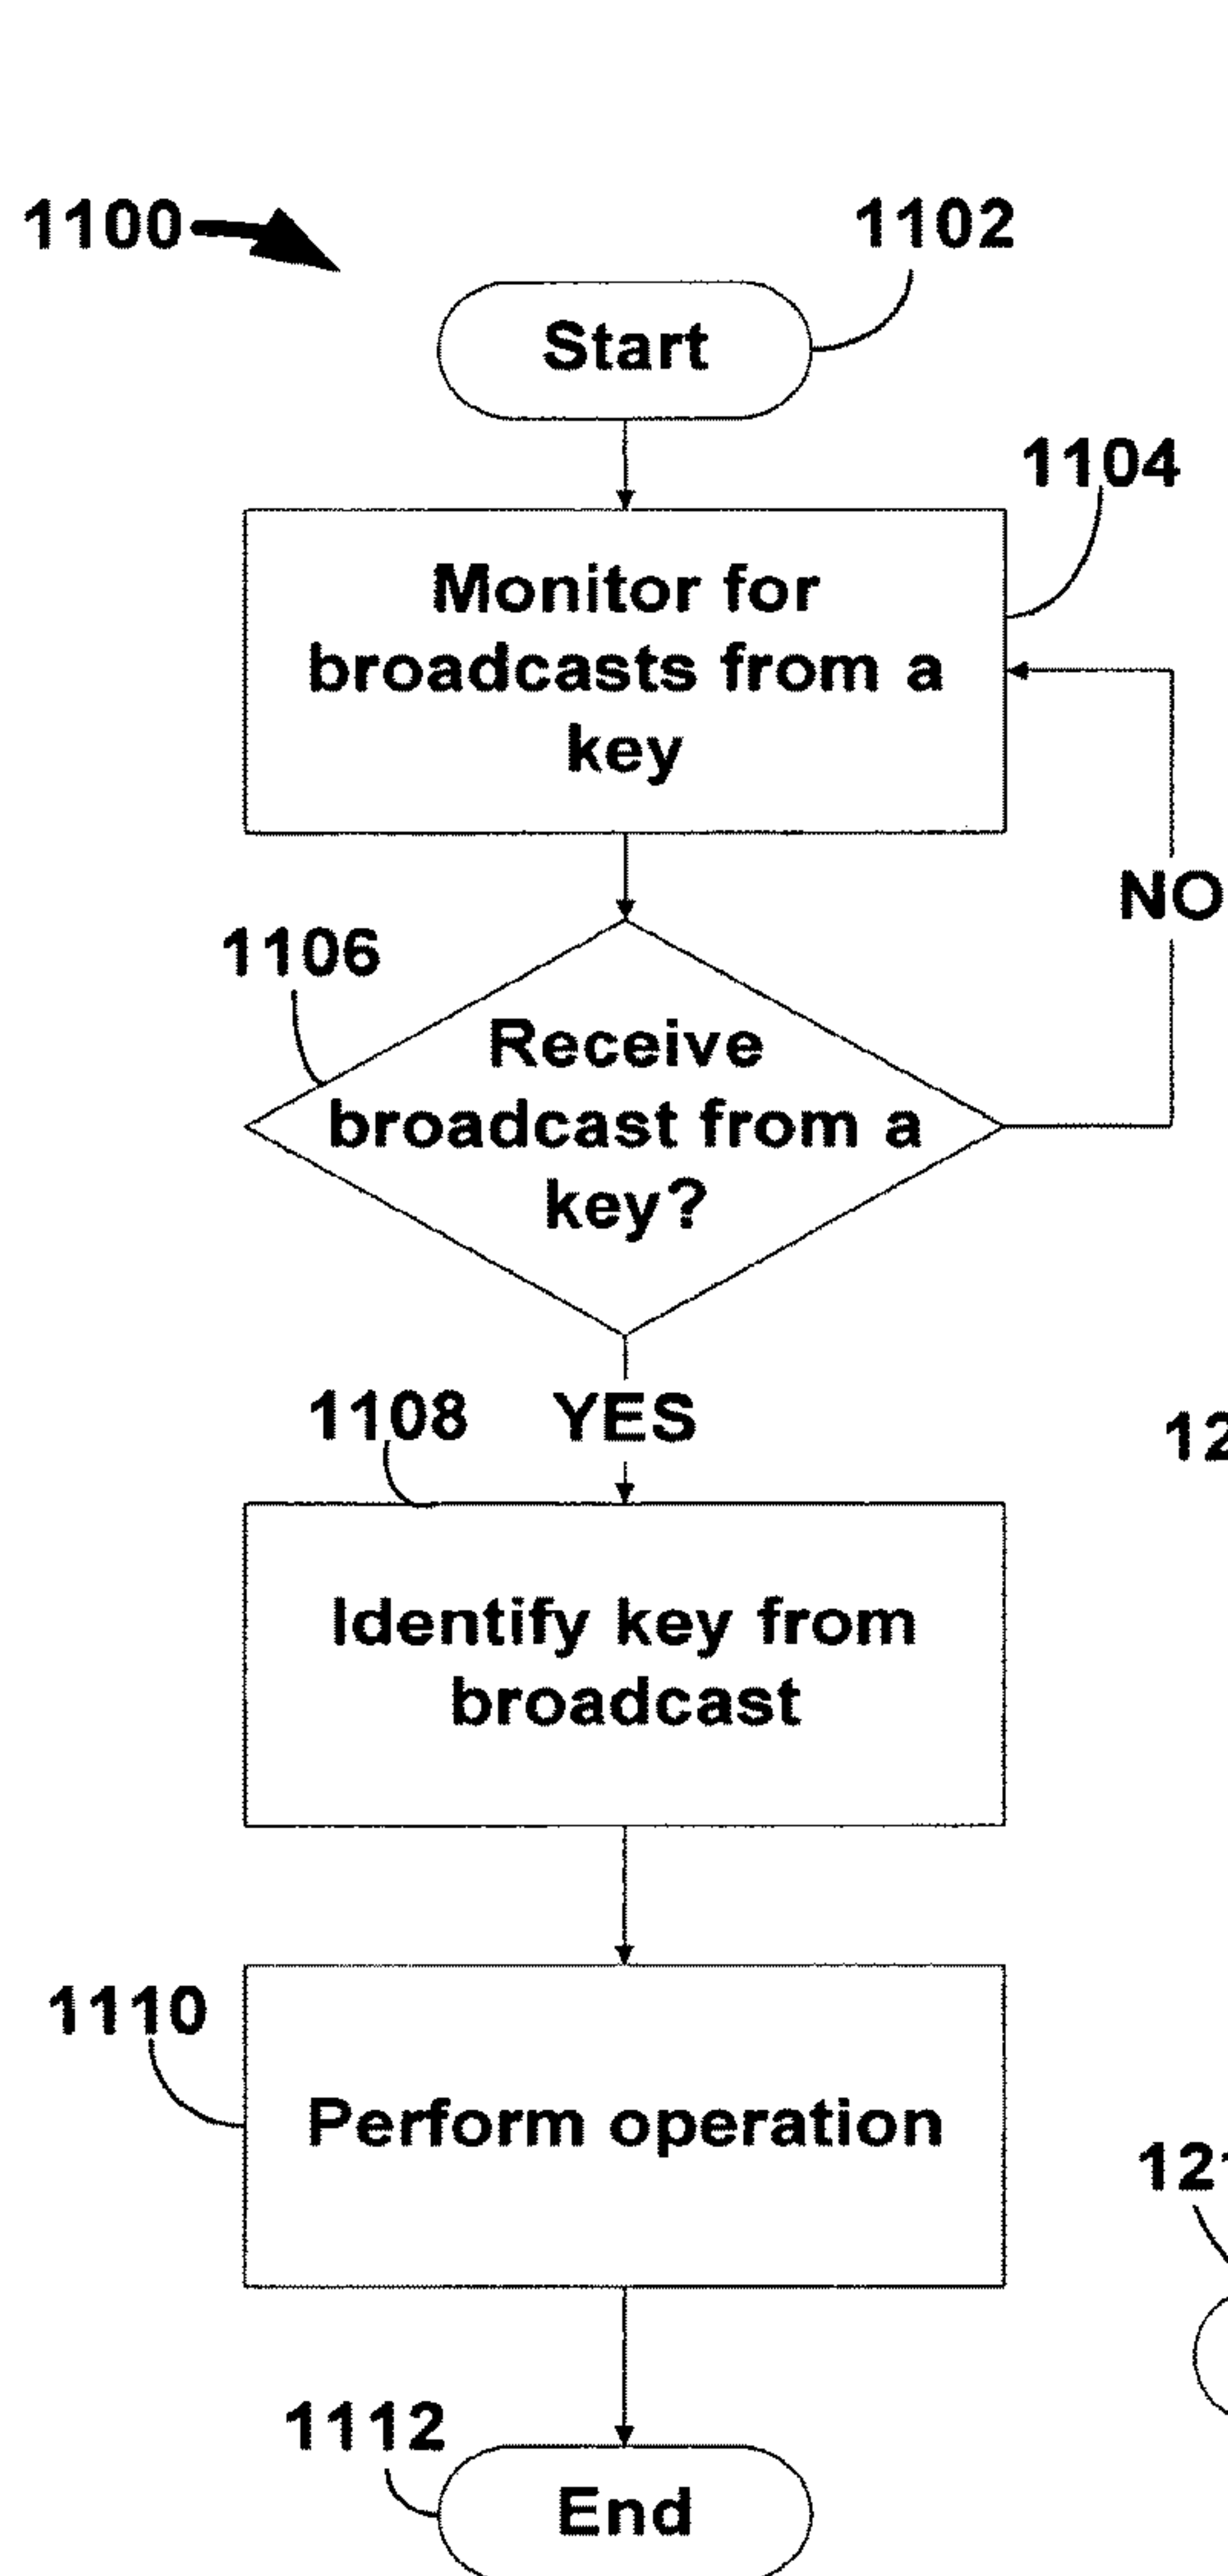 1100
1102
Start
1104
Monitor for
broadcasts from a
key
NO
1106
Receive
broadcast from a
key?
1108
YES
Identify key from
broadcast
1110
Perform operation
1112
End